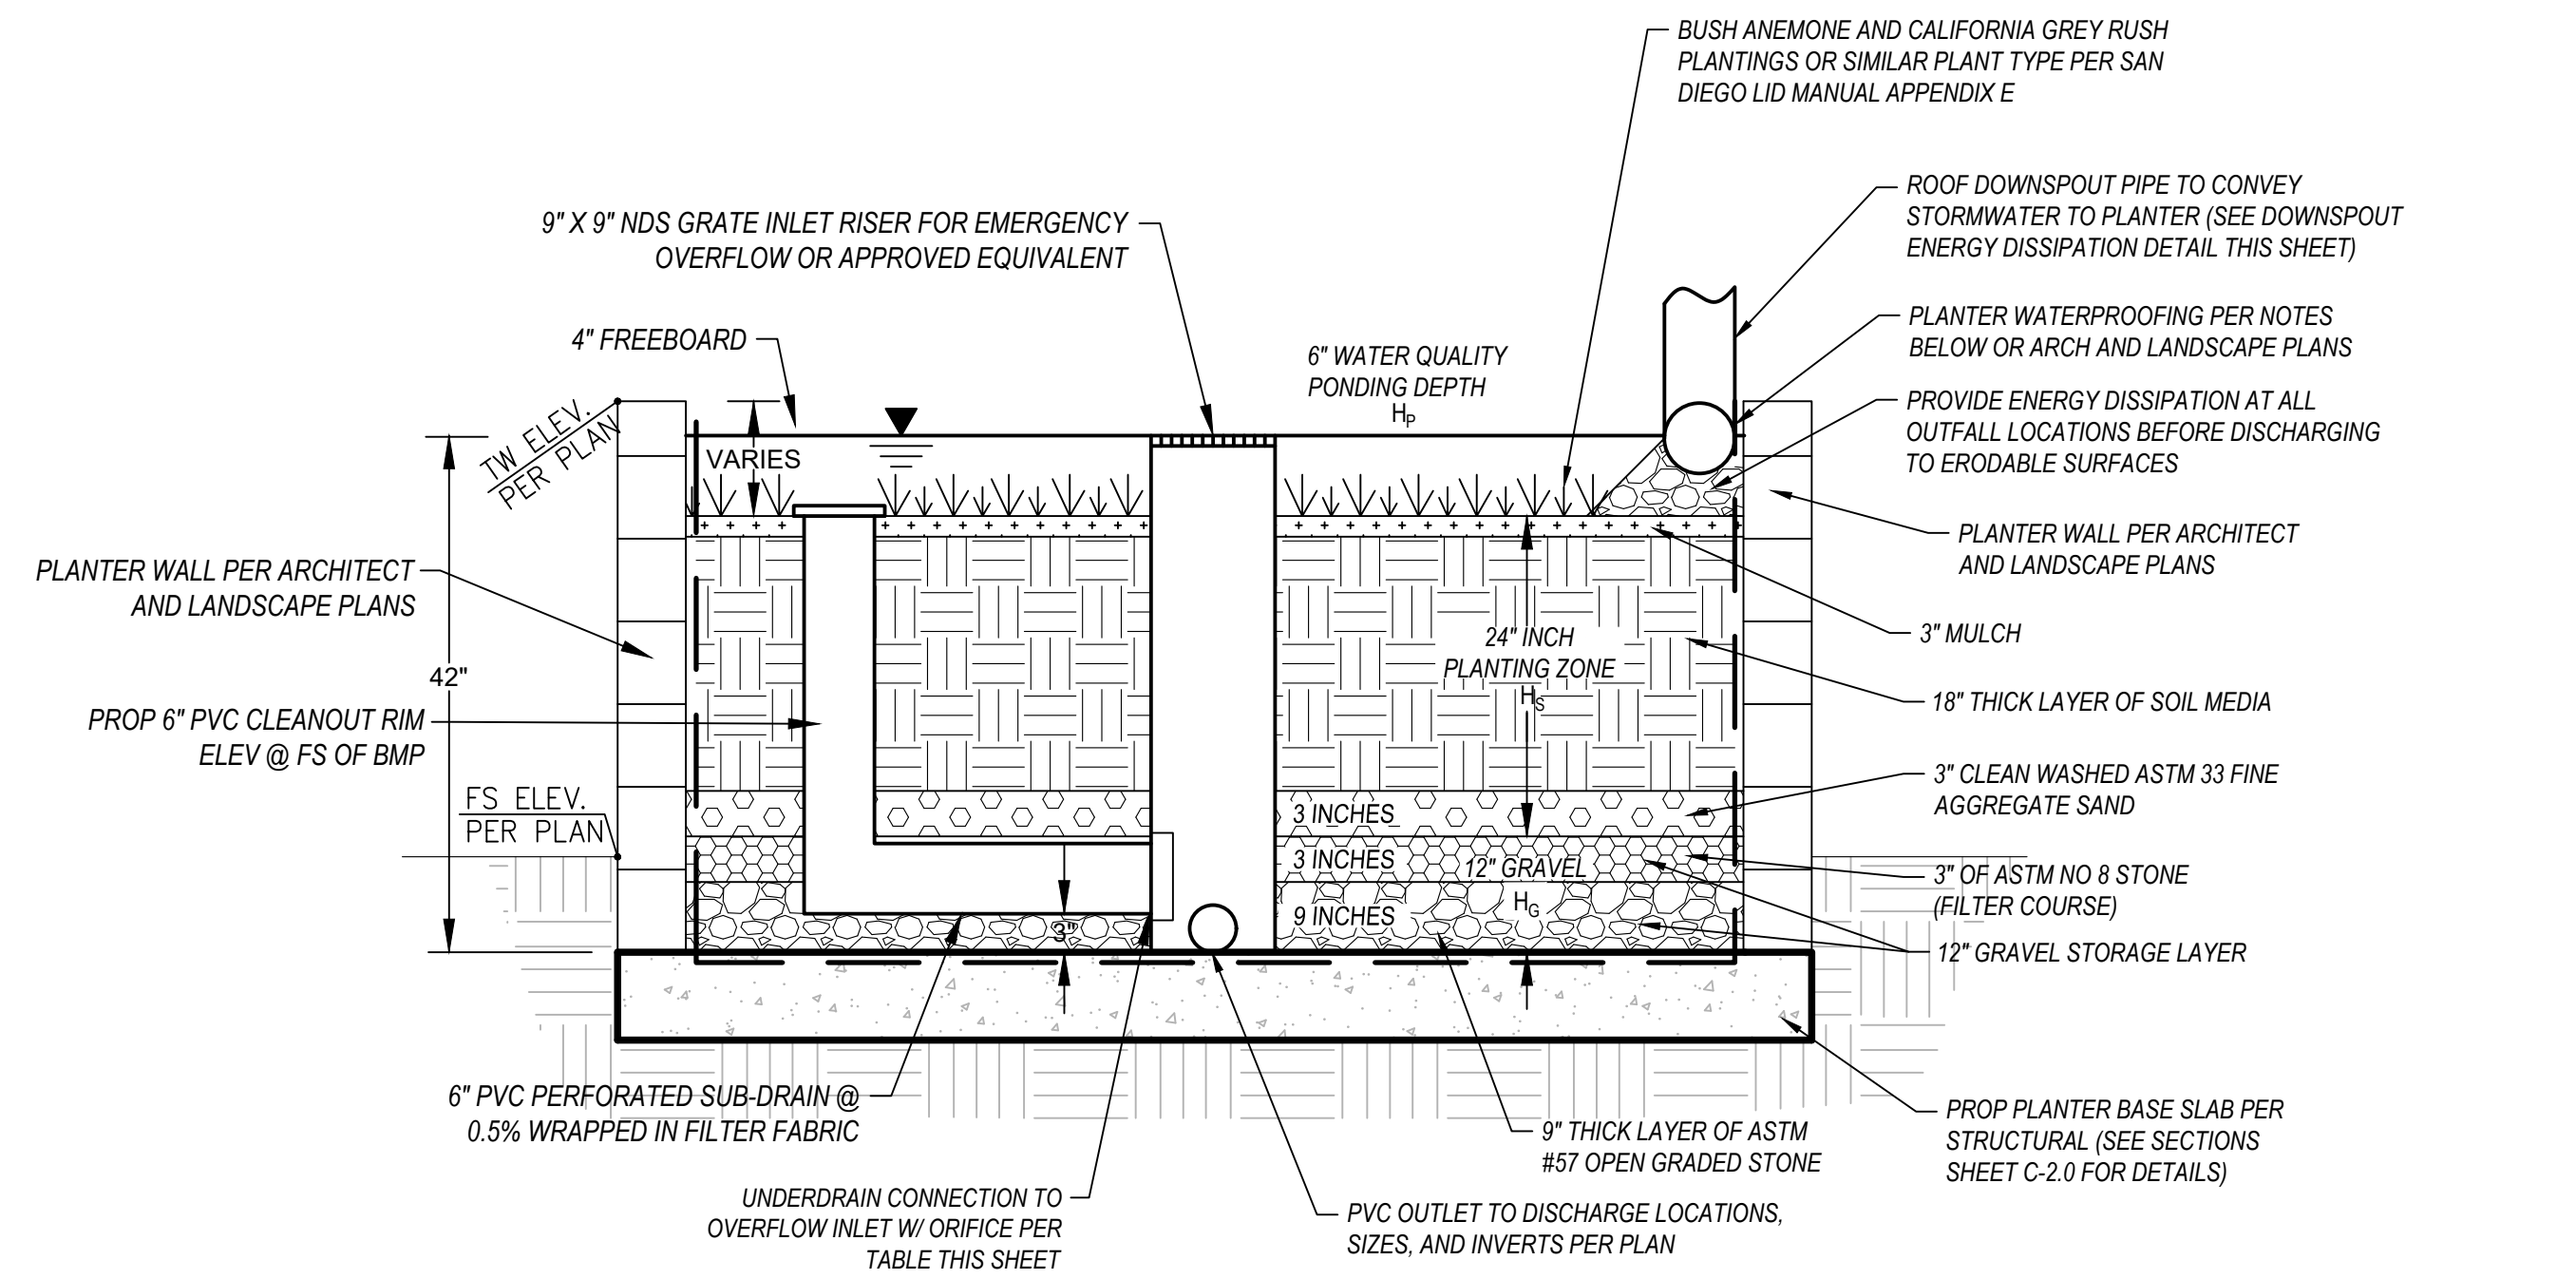 BUSH ANEMONE AND CALIFORNIA GREY RUSH
PLANTINGS OR SIMILAR PLANT TYPE PER SAN
DIEGO LID MANUAL APPENDIX E
ROOF DOWNSPOUT PIPE TO CONVEY
STORMWATER TO PLANTER (SEE DOWNSPOUT
ENERGY DISSIPATION DETAIL THIS SHEET)
9" X 9" NDS GRATE INLET RISER FOR EMERGENCY
OVERFLOW OR APPROVED EQUIVALENT
4" FREEBOARD
6" WATER QUALITY
PONDING DEPTH
HP
PLANTER WATERPROOFING PER NOTES
BELOW OR ARCH AND LANDSCAPE PLANS
PROVIDE ENERGY DISSIPATION AT ALL
OUTFALL LOCATIONS BEFORE DISCHARGING
TO ERODABLE SURFACES
TW ELEV.
PER PLAN
VARIES
PLANTER WALL PER ARCHITECT
AND LANDSCAPE PLANS
PLANTER WALL PER ARCHITECT
AND LANDSCAPE PLANS
3" MULCH
42"
24" INCH
PLANTING ZONE
HS
18" THICK LAYER OF SOIL MEDIA
PROP 6" PVC CLEANOUT RIM
ELEV @ FS OF BMP
3" CLEAN WASHED ASTM 33 FINE
AGGREGATE SAND
FS ELEV.
PER PLAN
3 INCHES
3 INCHES
12" GRAVEL
HG
9 INCHES
3"
3" OF ASTM NO 8 STONE
(FILTER COURSE)
12" GRAVEL STORAGE LAYER
6" PVC PERFORATED SUB-DRAIN @
0.5% WRAPPED IN FILTER FABRIC
9" THICK LAYER OF ASTM
#57 OPEN GRADED STONE
PROP PLANTER BASE SLAB PER
STRUCTURAL (SEE SECTIONS
SHEET C-2.0 FOR DETAILS)
UNDERDRAIN CONNECTION TO
OVERFLOW INLET W/ ORIFICE PER
TABLE THIS SHEET
PVC OUTLET TO DISCHARGE LOCATIONS,
SIZES, AND INVERTS PER PLAN